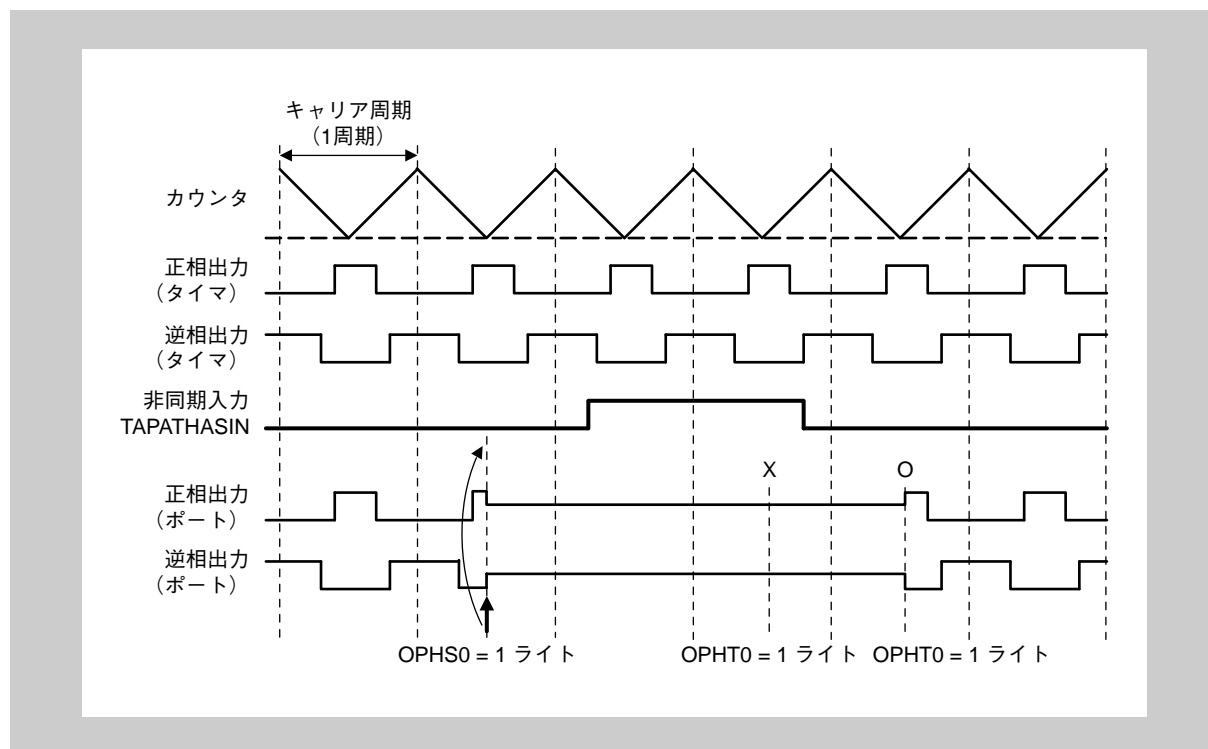 キャリア周期
（1周期）
カウンタ
正相出力
（タイマ）
逆相出力
（タイマ）
非同期入力
TAPATHASIN
X
O
正相出力
（ポート）
逆相出力
（ポート）
OPHS0 = 1 ライト
OPHT0 = 1 ライト
OPHT0 = 1 ライト